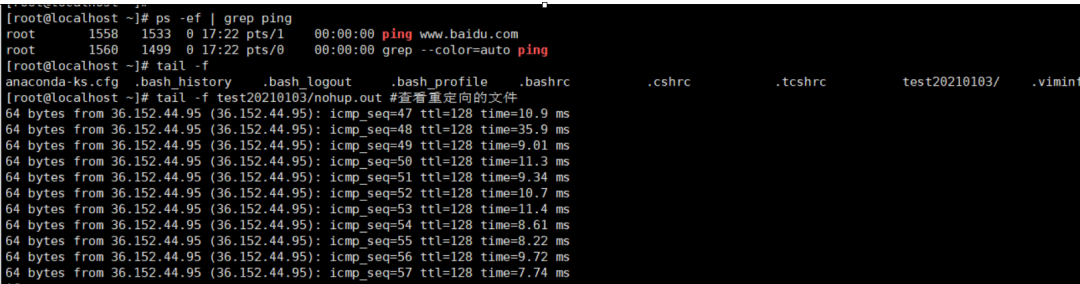 [root@localhost ~]#
[root@localhost ~]# ps -ef | grep ping
root 1558 1533 0 17:22 pts/1 00:00:00 ping www.baidu.com
root 1560 1499 0 17:22 pts/0 00:00:00 grep --color=auto ping
[root@localhost ~]# tail -f
anaconda-ks.cfg .bash_history .bash_logout .bash_profile .bashrc .cshrc .tcshrc test20210103/ .viminf
[root@localhost ~]# tail -f test20210103/nohup.out #查看重定向的文件
64 bytes from 36.152.44.95 (36.152.44.95): icmp_seq=47 ttl=128 time=10.9 ms
64 bytes from 36.152.44.95 (36.152.44.95): icmp_seq=48 ttl=128 time=35.9 ms
64 bytes from 36.152.44.95 (36.152.44.95): icmp_seq=49 ttl=128 time=9.01 ms
64 bytes from 36.152.44.95 (36.152.44.95): icmp_seq=50 ttl=128 time=11.3 ms
64 bytes from 36.152.44.95 (36.152.44.95): icmp_seq=51 ttl=128 time=9.34 ms
64 bytes from 36.152.44.95 (36.152.44.95): icmp_seq=52 ttl=128 time=10.7 ms
64 bytes from 36.152.44.95 (36.152.44.95): icmp_seq=53 ttl=128 time=11.4 ms
64 bytes from 36.152.44.95 (36.152.44.95): icmp_seq=54 ttl=128 time=8.61 ms
64 bytes from 36.152.44.95 (36.152.44.95): icmp_seq=55 ttl=128 time=8.22 ms
64 bytes from 36.152.44.95 (36.152.44.95): icmp_seq=56 ttl=128 time=9.72 ms
64 bytes from 36.152.44.95 (36.152.44.95): icmp_seq=57 ttl=128 time=7.74 ms